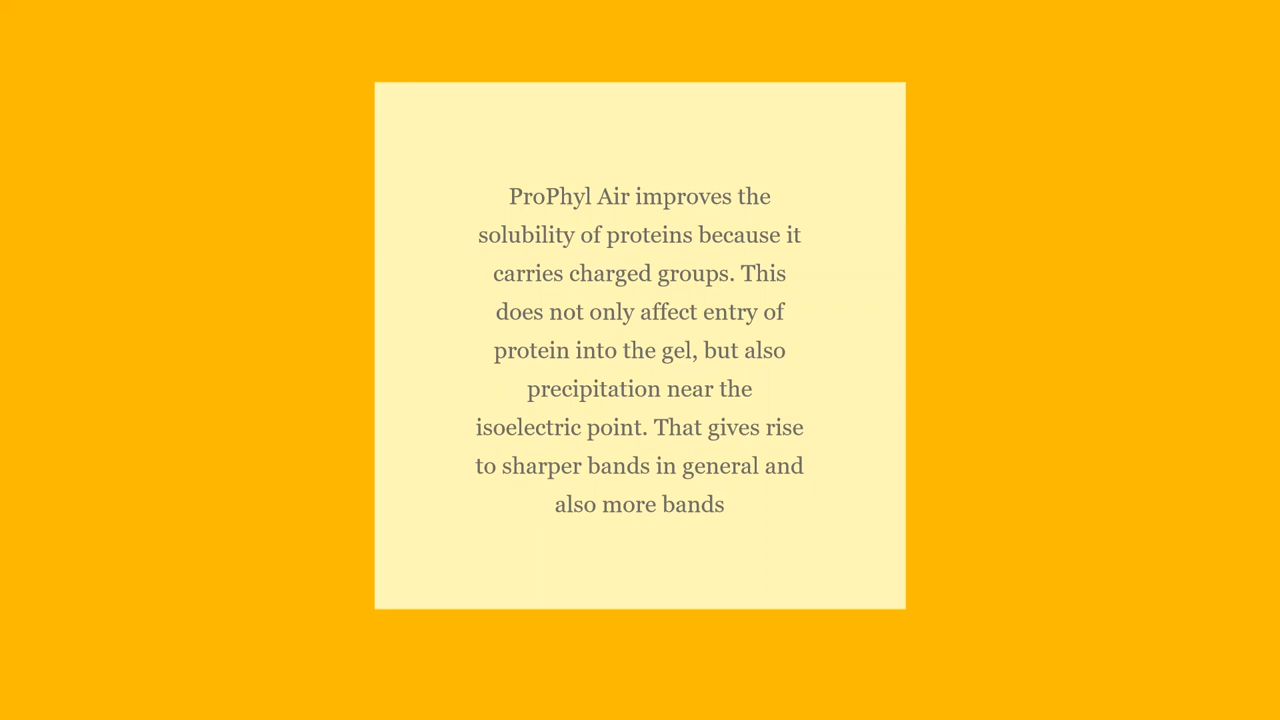 ProPhyl Air improves the
solubility of proteins because it
carries charged groups. This
does not only affect entry of
protein into the gel, but also
precipitation near the
isoelectric point. That gives rise
to sharper bands in general and
also more bands